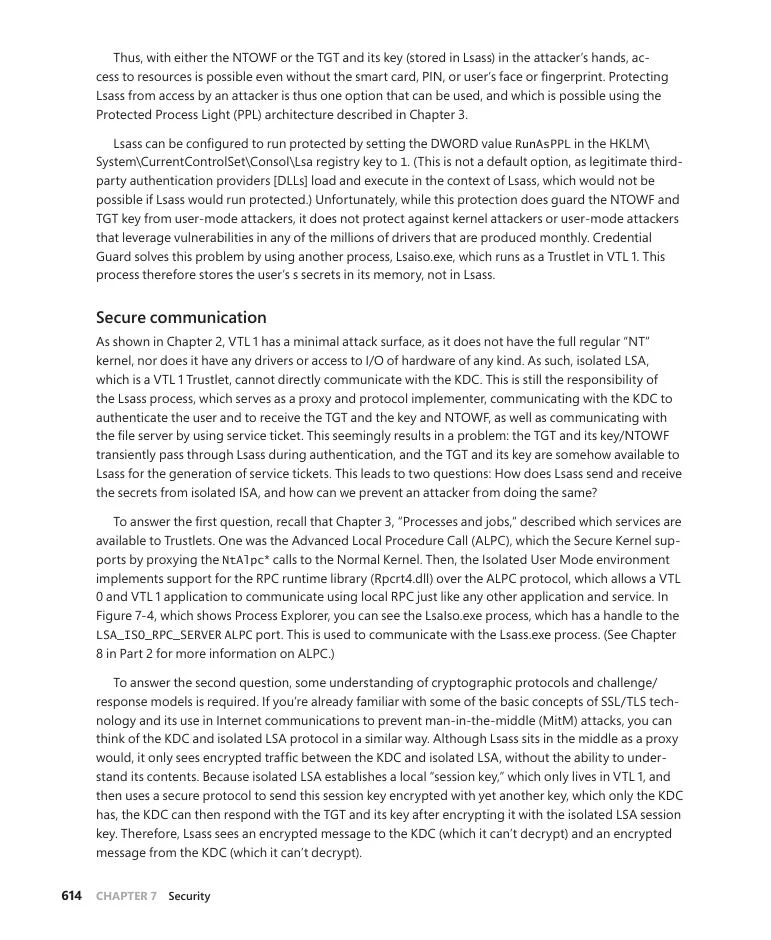 Thus, with either the NTOWF or the TGT and its key (stored in Lsass) in the attacker's hands, ac-
cess to resources is possible even without the smart card, PIN, or user's face or fingerprint. Protecting
Lsass from access by an attacker is thus one option that can be used, and which is possible using the
Protected Process Light (PPL) architecture described in Chapter 3.
Lsass can be configured to run protected by setting the DWORD value RunAsPPL in the HKLM\
System\CurrentControlSet\Consol\Lsa registry key to 1. (This is not a default option, as legitimate third-
party authentication providers [DLLs] load and execute in the context of Lsass, which would not be
possible if Lsass would run protected.) Unfortunately, while this protection does guard the NTOWF and
TGT key from user-mode attackers, it does not protect against kernel attackers or user-mode attackers
that leverage vulnerabilities in any of the millions of drivers that are produced monthly. Credential
Guard solves this problem by using another process, Lsaiso.exe, which runs as a Trustlet in VTL 1. This
process therefore stores the user's s secrets in its memory, not in Lsass.
Secure communication
As shown in Chapter 2, VTL 1 has a minimal attack surface, as it does not have the full regular "NT"
kernel, nor does it have any drivers or access to I/O of hardware of any kind. As such, isolated LSA,
which is a VTL 1 Trustlet, cannot directly communicate with the KDC. This is still the responsibility of
the Lsass process, which serves as a proxy and protocol implementer, communicating with the KDC to
authenticate the user and to receive the TGT and the key and NTOWF, as well as communicating with
the file server by using service ticket. This seemingly results in a problem: the TGT and its key/NTOWF
transiently pass through Lsass during authentication, and the TGT and its key are somehow available to
Lsass for the generation of service tickets. This leads to two questions: How does Lsass send and receive
the secrets from isolated ISA, and how can we prevent an attacker from doing the same?
To answer the first question, recall that Chapter 3, "Processes and jobs," described which services are
available to Trustlets. One was the Advanced Local Procedure Call (ALPC), which the Secure Kernel sup-
ports by proxying the NtAlpc* calls to the Normal Kernel. Then, the Isolated User Mode environment
implements support for the RPC runtime library (Rpcrt4.dll) over the ALPC protocol, which allows a VTL
0 and VTL 1 application to communicate using local RPC just like any other application and service. In
Figure 7-4, which shows Process Explorer, you can see the LsaIso.exe process, which has a handle to the
LSA_ISO_RPC_SERVER ALPC port. This is used to communicate with the Lsass.exe process. (See Chapter
8 in Part 2 for more information on ALPC.)
To answer the second question, some understanding of cryptographic protocols and challenge/
response models is required. If you're already familiar with some of the basic concepts of SSL/TLS tech-
nology and its use in Internet communications to prevent man-in-the-middle (MitM) attacks, you can
think of the KDC and isolated LSA protocol in a similar way. Although Lsass sits in the middle as a proxy
would, it only sees encrypted traffic between the KDC and isolated LSA, without the ability to under-
stand its contents. Because isolated LSA establishes a local "session key," which only lives in VTL 1, and
then uses a secure protocol to send this session key encrypted with yet another key, which only the KDC
has, the KDC can then respond with the TGT and its key after encrypting it with the isolated LSA session
key. Therefore, Lsass sees an encrypted message to the KDC (which it can't decrypt) and an encrypted
message from the KDC (which it can't decrypt).
614 CHAPTER 7 Security